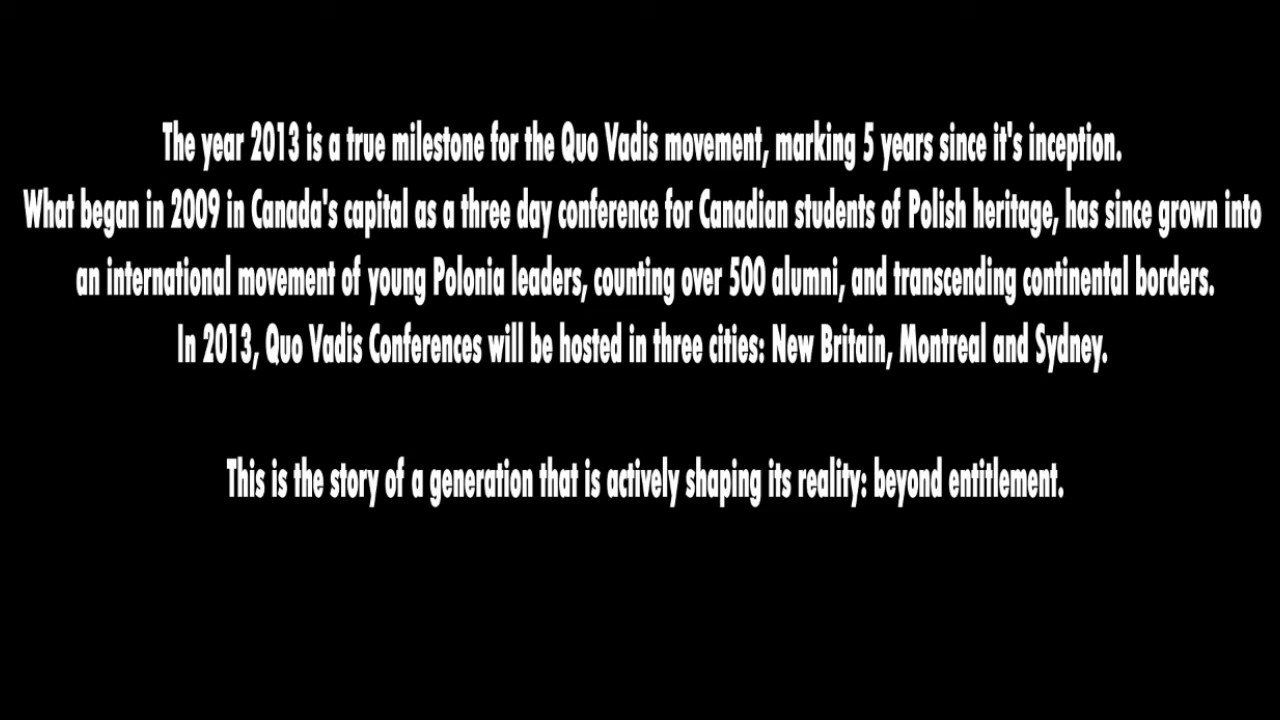 The year 2013 is a true milestone for the Quo Vadis movement, marking 5 years since it's inception.
What began in 2009 in Canada's capital as a three day conference for Canadian students of Polish heritage, has since grown into
an international movement of young Polonia leaders, counting over 500 alumni, and transcending continental borders.
In 2013, Quo Vadis Conferences will be hosted in three cities: New Britain, Montreal and Sydney.
This is the story of a generation that is actively shaping its reality: beyond entitlement.